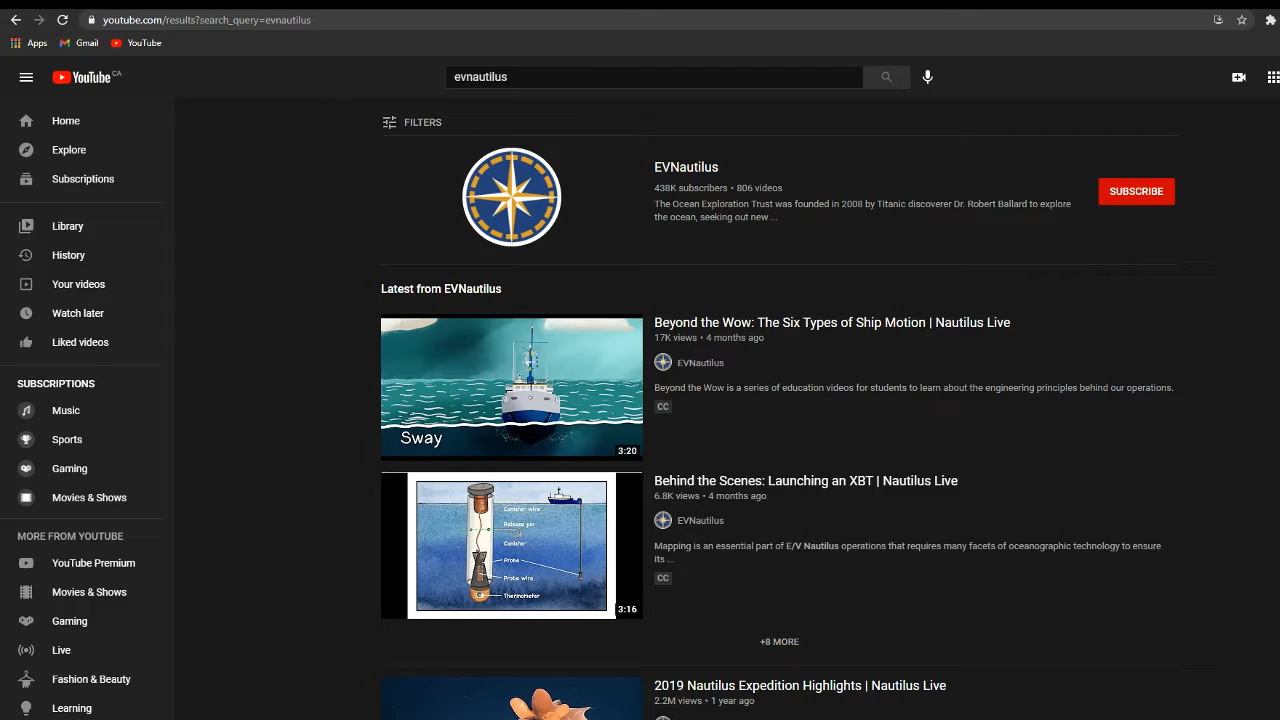 youtube.com/results?search_query=evnautilus
Apps
Gmail
YouTube
YouTube CA
evnautilus
Home
Explore
Subscriptions
Library
History
Your videos
Watch later
Liked videos
SUBSCRIPTIONS
Music
Sports
Gaming
Movies & Shows
MORE FROM YOUTUBE
YouTube Premium
Movies & Shows
Gaming
Live
Fashion & Beauty
Learning
FILTERS
EVNautilus
438K subscribers • 806 videos
The Ocean Exploration Trust was founded in 2008 by Titanic discoverer Dr. Robert Ballard to explore
the ocean, seeking out new ...
SUBSCRIBE
Latest from EVNautilus
Sway
3:20
Beyond the Wow: The Six Types of Ship Motion | Nautilus Live
17K views • 4 months ago
EVNautilus
Beyond the Wow is a series of education videos for students to learn about the engineering principles behind our operations.
CC
Canister wire
Release pin
Canister
Probe
Probe wire
Thermometer
3:16
Behind the Scenes: Launching an XBT | Nautilus Live
6.8K views • 4 months ago
EVNautilus
Mapping is an essential part of E/V Nautilus operations that requires many facets of oceanographic technology to ensure
its ...
CC
+8 MORE
2019 Nautilus Expedition Highlights | Nautilus Live
2.2M views • 1 year ago